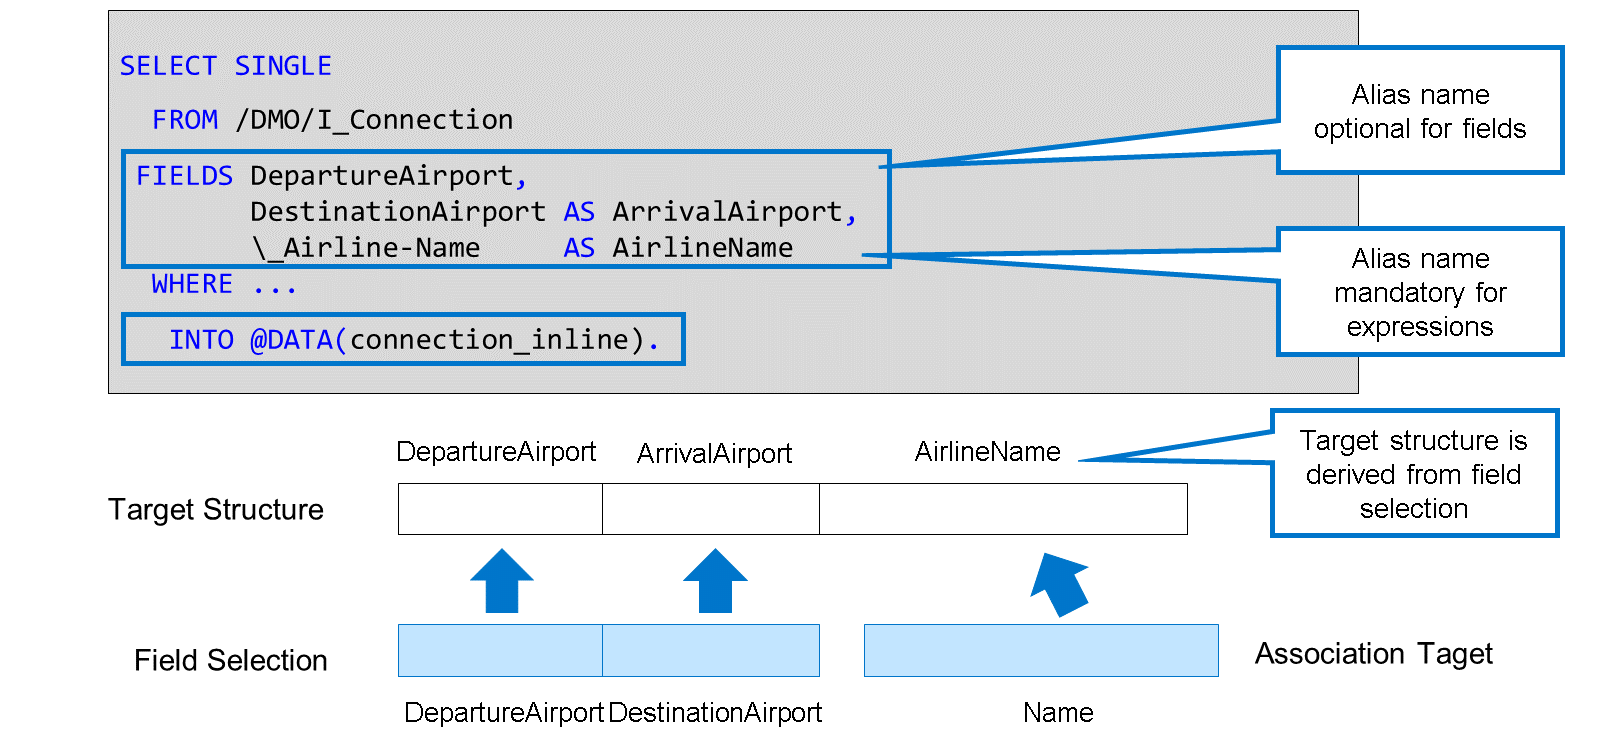 SELECT SINGLE
FROM /DMO/I_Connection
FIELDS DepartureAirport,
DestinationAirport AS ArrivalAirport,
\_Airline-Name AS AirlineName
WHERE ...
INTO @DATA(connection_inline).
Alias name
optional for fields
Alias name
mandatory for
expressions
DepartureAirport ArrivalAirport AirlineName
Target Structure
Target structure is
derived from field
selection
Field Selection
Association Taget
DepartureAirport DestinationAirport Name